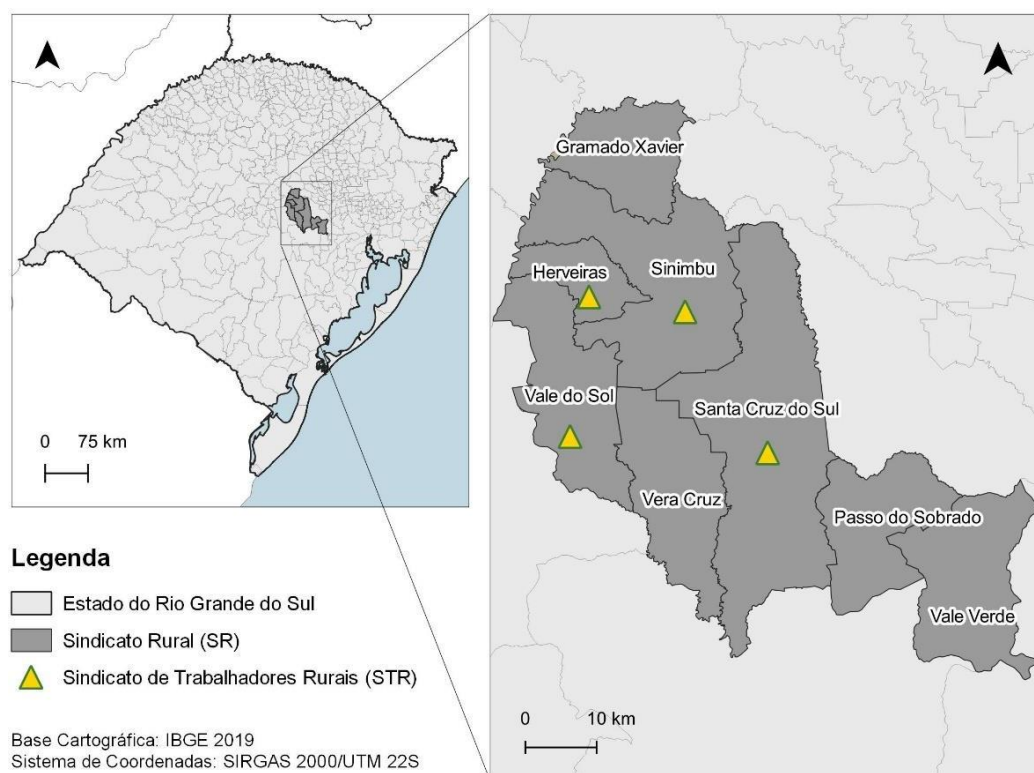 Gramado Xavier
Herveiras
Sinimbu
Vale do Sol
Santa Cruz do Sul
Vera Cruz
Passo do Sobrado
Vale Verde
0 75 km
0 10 km
Legenda
Estado do Rio Grande do Sul
Sindicato Rural (SR)
Sindicato de Trabalhadores Rurais (STR)
Base Cartográfica: IBGE 2019
Sistema de Coordenadas: SIRGAS 2000/UTM 22S